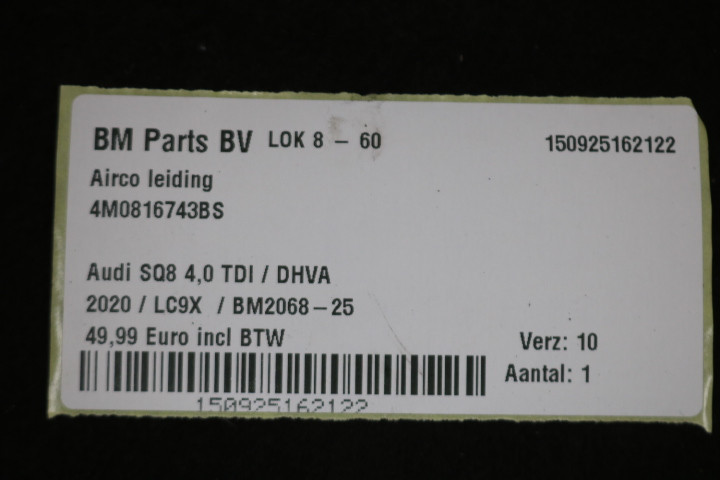 BM Parts BV LOK 8 - 60 150925162122
Airco leiding
4M0816743BS
Audi SQ8 4,0 TDI / DHVA
2020 / LC9X / BM2068-25
49,99 Euro incl BTW
Verz: 10
Aantal: 1
150925162122